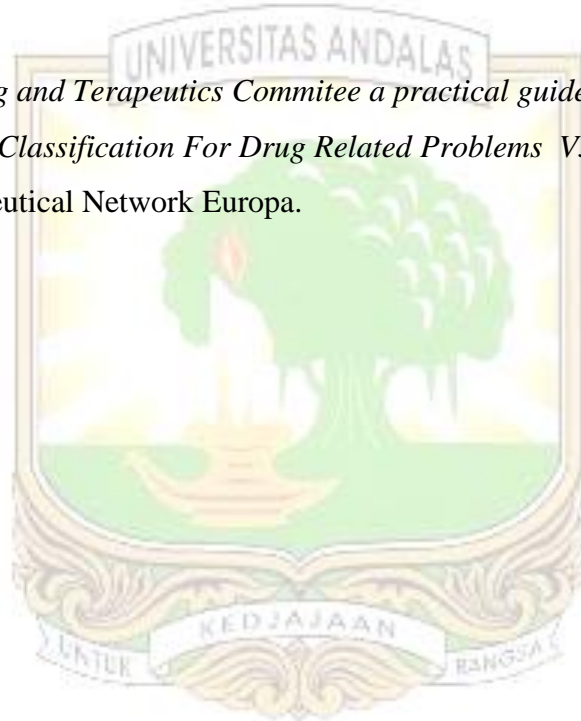 UNIVERSITAS ANDALAS
g and Terapeutics Commitee a practical guide
Classification For Drug Related Problems V.
eutical Network Europa.
KEDJAJAAN
UNTUK BANGSA